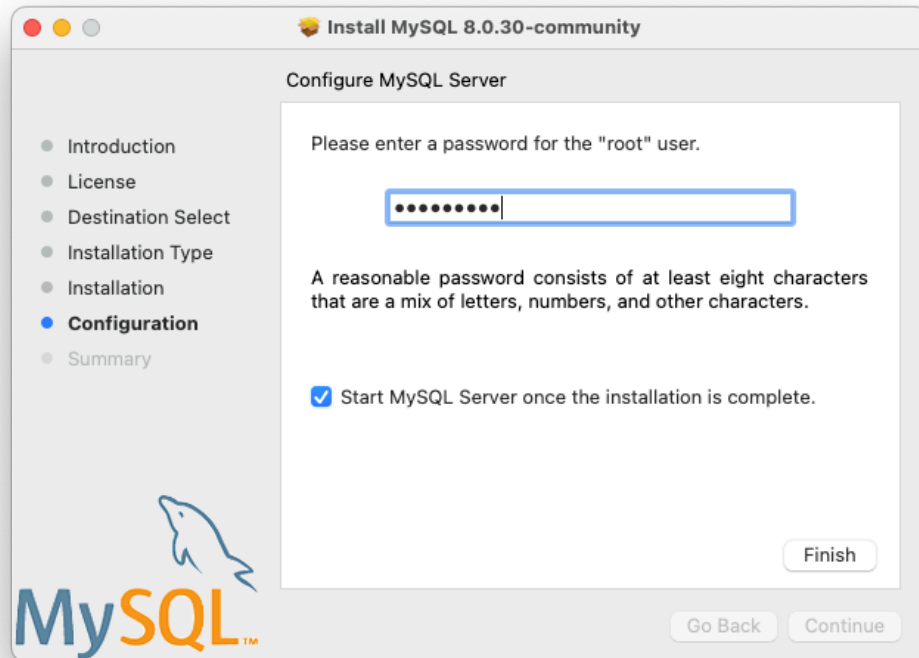 Install MySQL 8.0.30-community
Configure MySQL Server
Introduction
License
Destination Select
Installation Type
Installation
Configuration
Summary
Please enter a password for the "root" user.
•••••••••
A reasonable password consists of at least eight characters
that are a mix of letters, numbers, and other characters.
Start MySQL Server once the installation is complete.
Finish
MySQL™
Go Back Continue